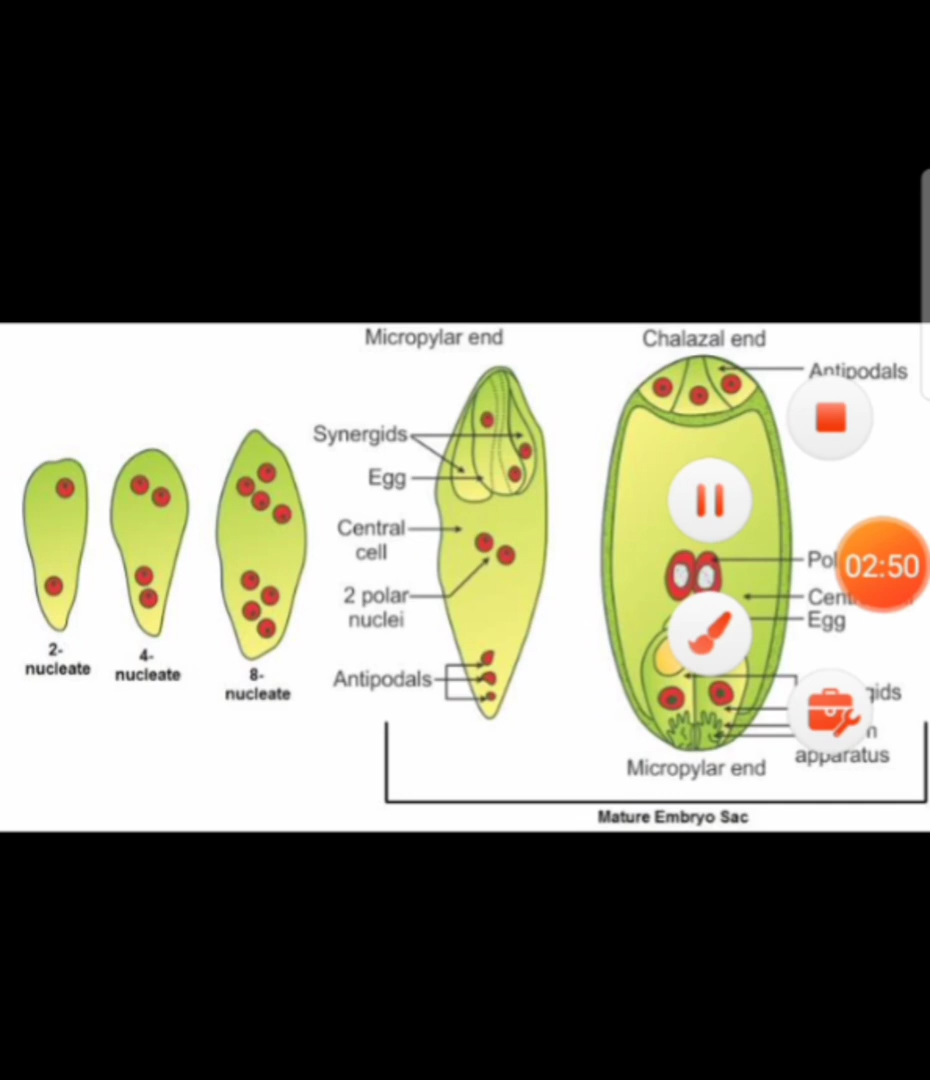 Micropylar end
Chalazal end
Antipodals
Synergids
Egg
Central
cell
2 polar
nuclei
Antipodals
2-
nucleate
4-
nucleate
8-
nucleate
02:50
Egg
apparatus
Micropylar end
Mature Embryo Sac